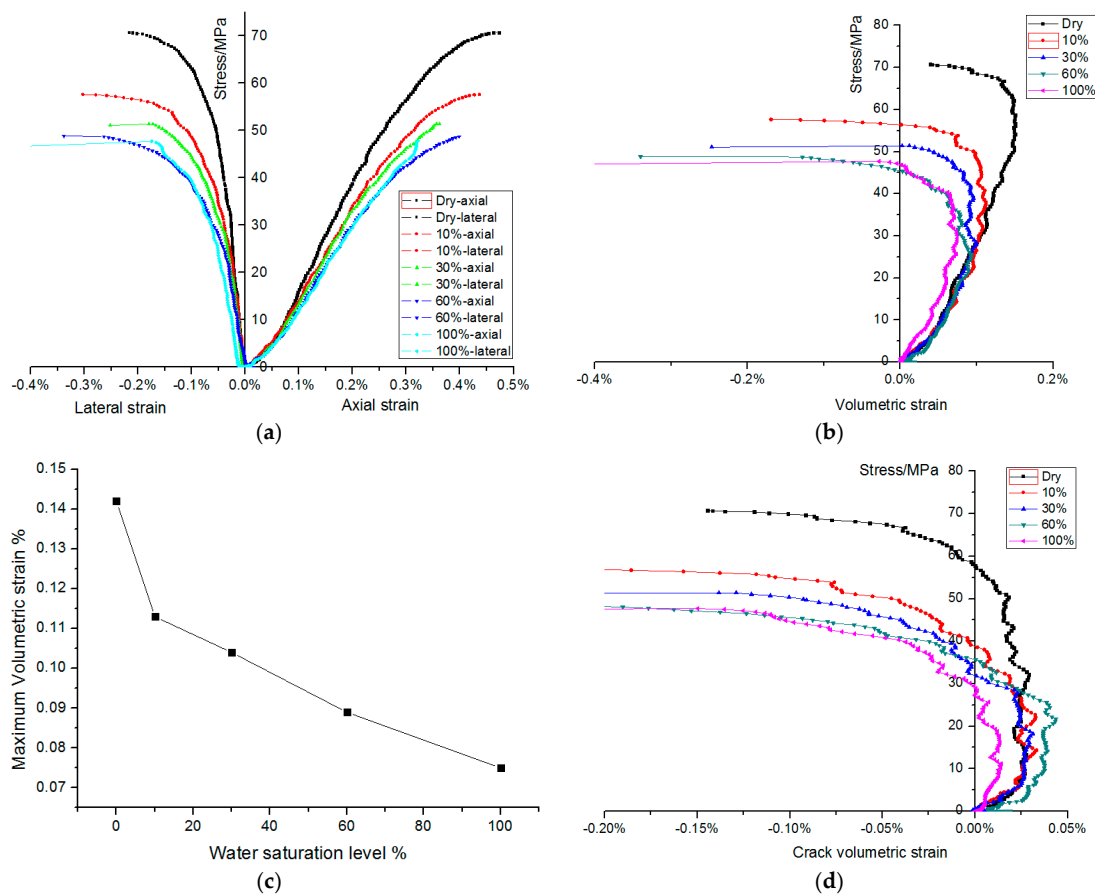 Stress/MPa
70
60
50
40
30
20
10
0
-0.4
-0.3%
-0.2%
-0.1%
0.0%
0.1%
0.2%
0.3%
0.4%
0.5%
Lateral strain
Axial strain
Dry-axial
Dry-lateral
10%-axial
10%-lateral
30%-axial
30%-lateral
60%-axial
60%-lateral
100%-axial
100%-lateral
(a)
Stress/MPa
80
70
60
50
40
30
20
10
0
-0.4%
-0.2%
0.0%
0.2%
Volumetric strain
Dry
10%
30%
60%
100%
(b)
Maximum Volumetric strain %
0.15
0.14
0.13
0.12
0.11
0.10
0.09
0.08
0.07
0
20
40
60
80
100
Water saturation level %
(c)
Stress/MPa
80
70
60
50
40
30
20
10
0
-0.20%
-0.15%
-0.10%
-0.05%
0.00%
0.05%
Crack volumetric strain
Dry
10%
30%
60%
100%
(d)